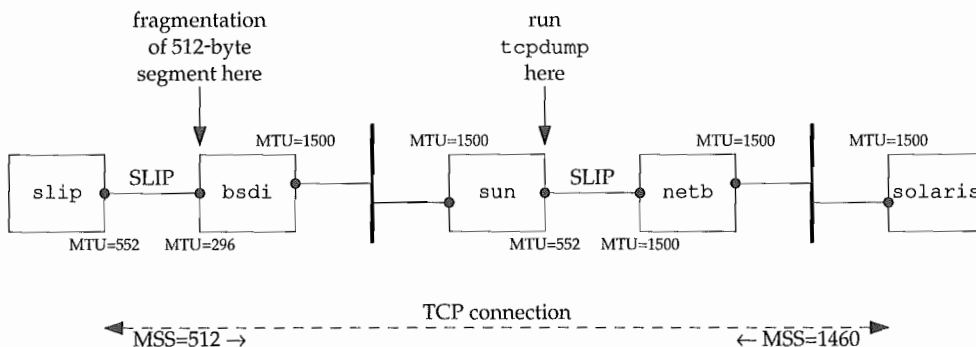 fragmentation
of 512-byte
segment here
run
tcpdump
here
MTU=1500
MTU=1500
MTU=1500
MTU=1500
slip
SLIP
bsdi
sun
SLIP
netb
solaris
MTU=552
MTU=296
MTU=552
MTU=1500
TCP connection
MSS=512 →
← MSS=1460